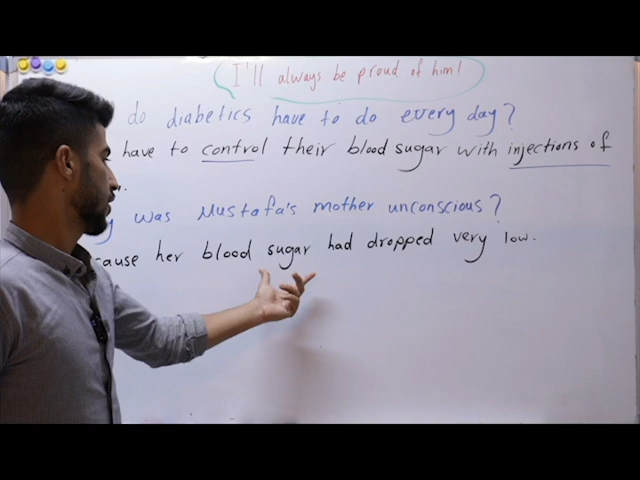 I'll always be proud of him!
do diabetics have to do every day?
have to control their blood sugar with injections of
was Mustafa's mother unconscious?
cause her blood sugar had dropped very low.